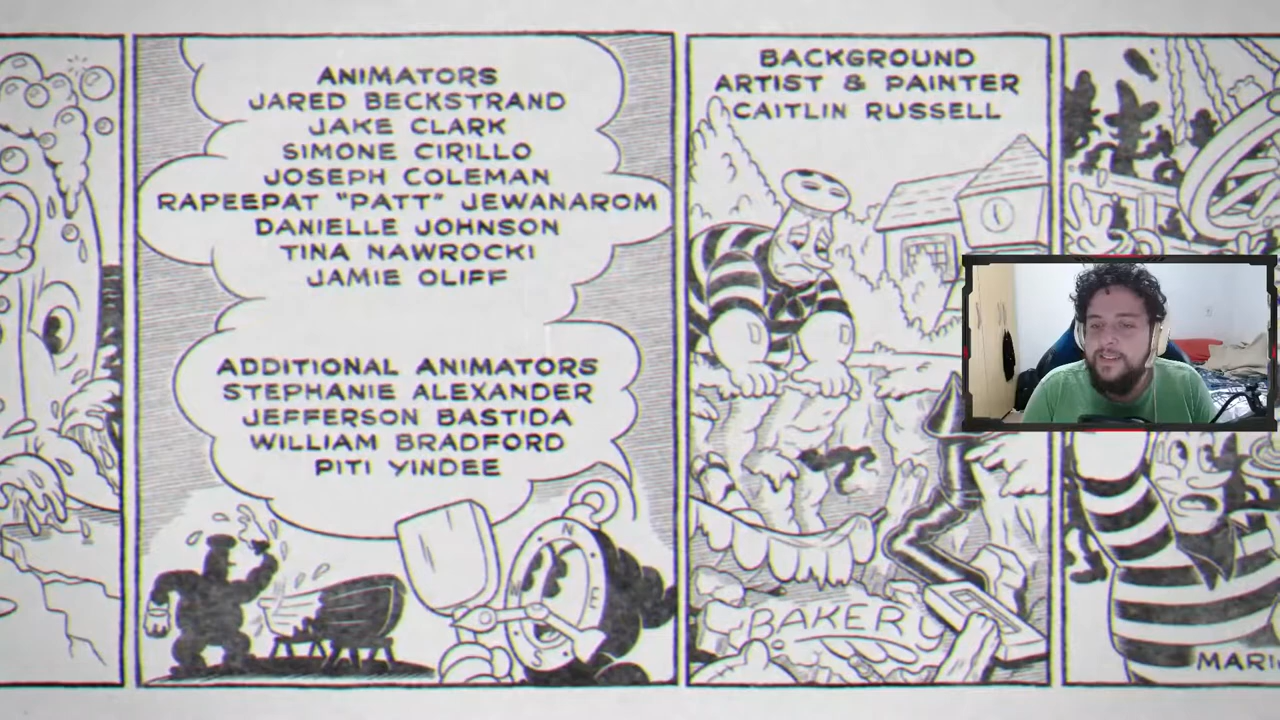 ANIMATORS
JARED BECKSTRAND
JAKE CLARK
SIMONE CIRILLO
JOSEPH COLEMAN
RAPEEPAT "PATT" JEWANAROM
DANIELLE JOHNSON
TINA NAWROCKI
JAMIE OLIFF
ADDITIONAL ANIMATORS
STEPHANIE ALEXANDER
JEFFERSON BASTIDA
WILLIAM BRADFORD
PITI YINDEE
N
E
S
BACKGROUND
ARTIST & PAINTER
CAITLIN RUSSELL
BAKERY